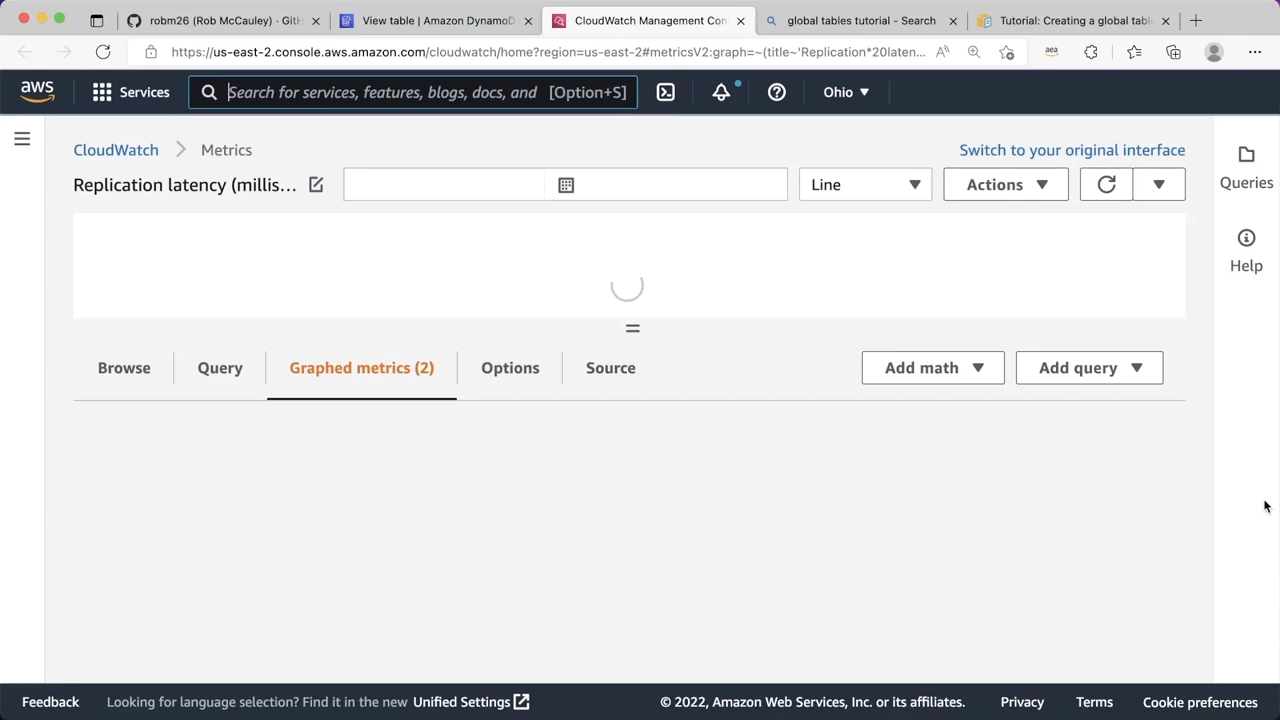 robm26 (Rob McCauley) · GitH
View table | Amazon DynamoD
CloudWatch Management Con
global tables tutorial - Search
Tutorial: Creating a global table
https://us-east-2.console.aws.amazon.com/cloudwatch/home?region=us-east-2#metricsV2:graph=~(title~'Replication*20laten...
aea
aws
Services
Search for services, features, blogs, docs, and [Option+S]
Ohio
CloudWatch Metrics
Switch to your original interface
Replication latency (millis...
Line
Actions
Queries
Help
Browse
Query
Graphed metrics (2)
Options
Source
Add math
Add query
Feedback
Looking for language selection? Find it in the new Unified Settings
© 2022, Amazon Web Services, Inc. or its affiliates.
Privacy
Terms
Cookie preferences